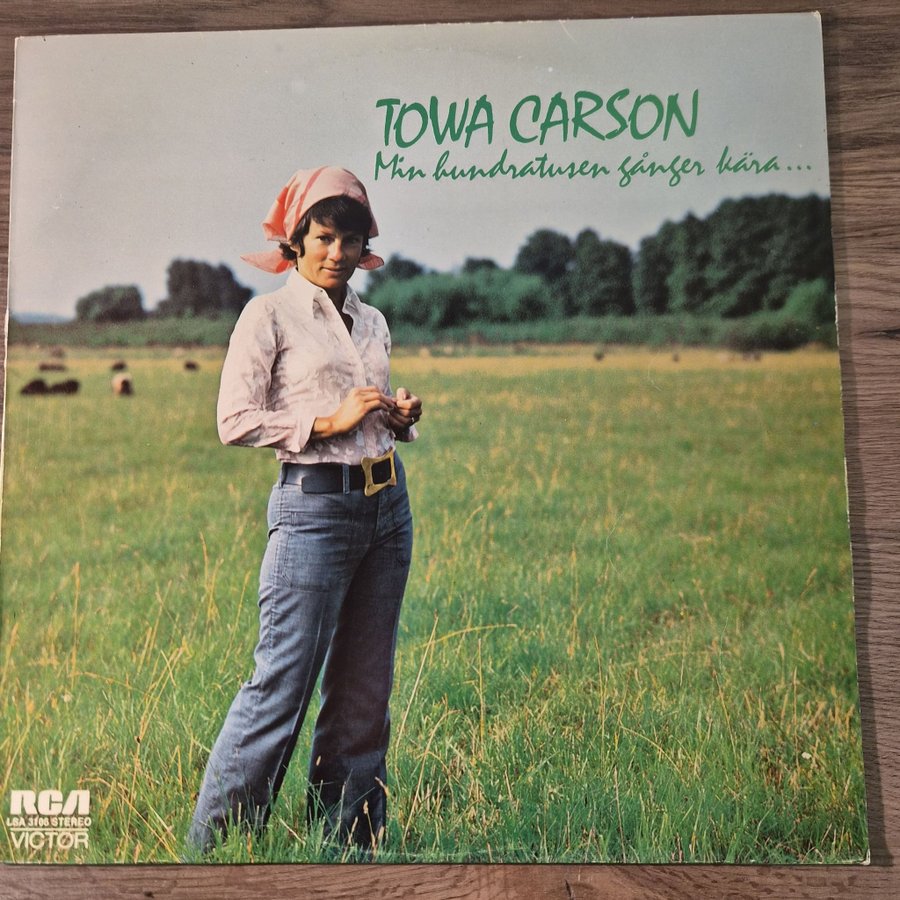 TOWA CARSON
Min hundratusen gånger kära...
RCA
LSA 3166 STEREO
VICTOR